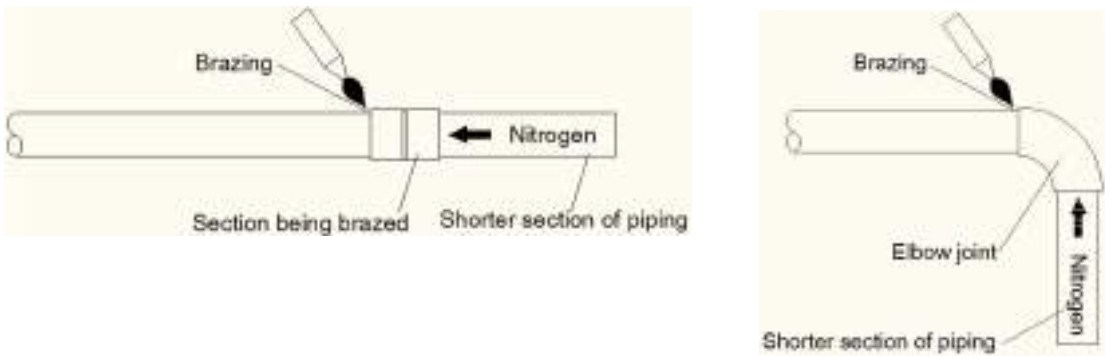 Brazing
Nitrogen
Section being brazed
Shorter section of piping
Brazing
Elbow joint
Nitrogen
Shorter section of piping